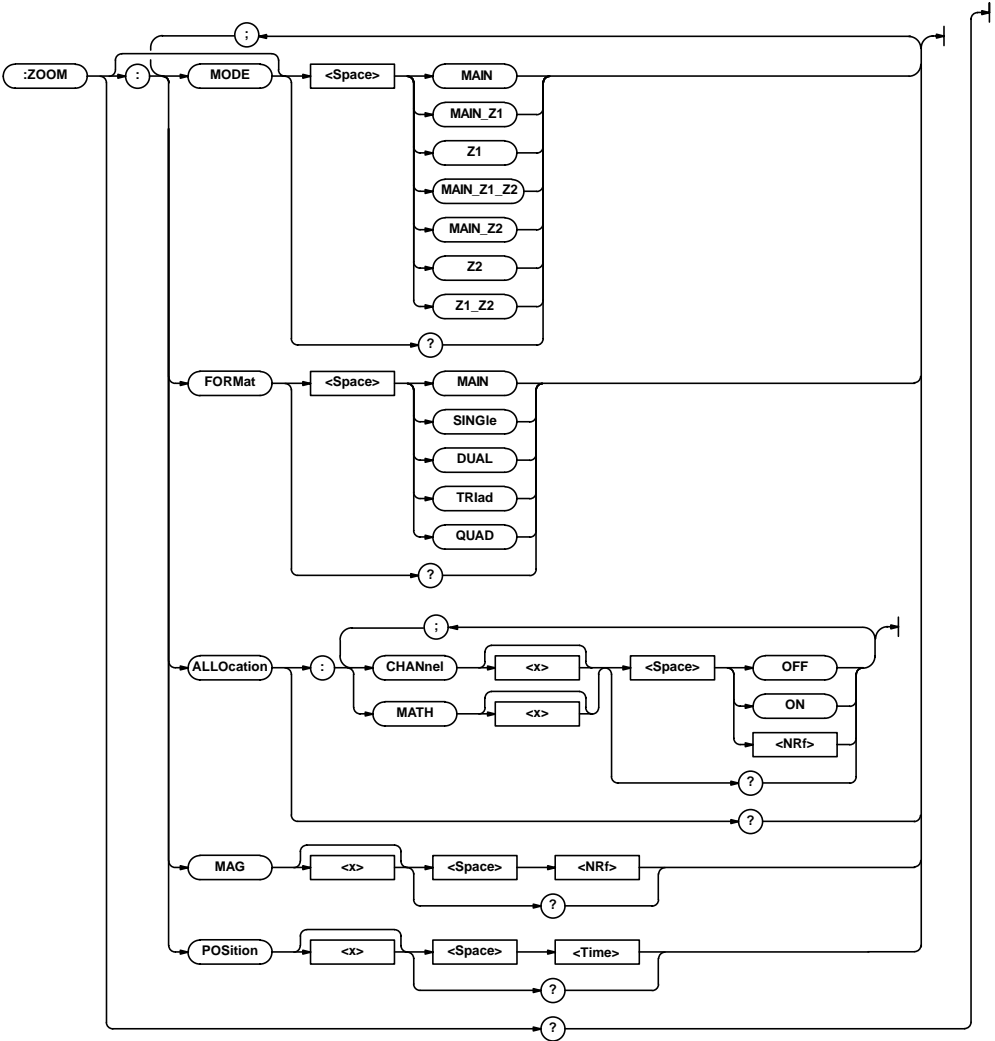 ;
:ZOOM : MODE <Space> MAIN
MAIN_Z1
Z1
MAIN_Z1_Z2
MAIN_Z2
Z2
Z1_Z2
?
FORMat <Space> MAIN
SINGle
DUAL
TRIad
QUAD
?
;
ALLOcation : CHANnel <x> <Space> OFF
MATH <x> ON
<NRf>
?
?
MAG <x> <Space> <NRf>
?
POSition <x> <Space> <Time>
?
?